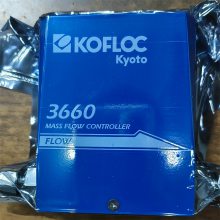 KOFLOC
Kyoto
3660
MASS FLOW CONTROLLER
FLOW